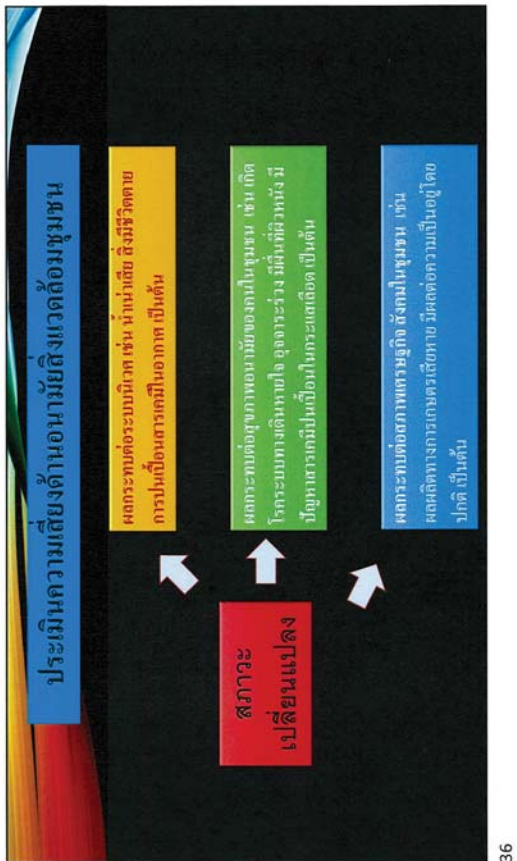 ประเมินความเสี่ยงด้านอนามัยสิ่งแวดล้อมชุมชน
สภาวะ
เปลี่ยนแปลง
ผลกระทบต่อระบบนิเวศ เช่น น้ำเน่าเสีย สิ่งมีชีวิตตาย
การปนเปื้อนสารเคมีในอากาศ เป็นต้น
ผลกระทบต่อสุขภาพอนามัยของคนในชุมชน เช่น เกิด
โรคระบบทางเดินหายใจ อุจจาระร่วง มีผื่นที่ผิวหนัง มี
ปัญหาสารเคมีปนเปื้อนในกระแสเลือด เป็นต้น
ผลกระทบต่อสภาพเศรษฐกิจ สังคมในชุมชน เช่น
ผลผลิตทางการเกษตรเสียหาย มีผลต่อความเป็นอยู่โดย
ปกติ เป็นต้น
36